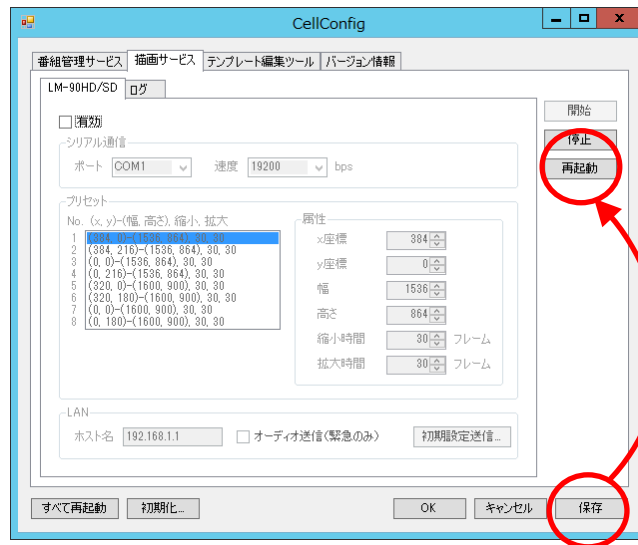 CellConfig
番組管理サービス 描画サービス テンプレート編集ツール バージョン情報
LM-90HD/SD ログ
有効
シリアル通信
ポート COM1 速度 19200 bps
プリセット
No. (x, y)-(幅, 高さ), 縮小, 拡大
1 (384, 0)-(1536, 864), 30, 30
2 (384, 216)-(1536, 864), 30, 30
3 (0, 0)-(1536, 864), 30, 30
4 (0, 216)-(1536, 864), 30, 30
5 (320, 0)-(1600, 900), 30, 30
6 (320, 180)-(1600, 900), 30, 30
7 (0, 0)-(1600, 900), 30, 30
8 (0, 180)-(1600, 900), 30, 30
属性
x座標 384
y座標 0
幅 1536
高さ 864
縮小時間 30 フレーム
拡大時間 30 フレーム
LAN
ホスト名 192.168.1.1 オーディオ送信(緊急のみ) 初期設定送信...
開始
停止
再起動
すべて再起動 初期化... OK キャンセル 保存